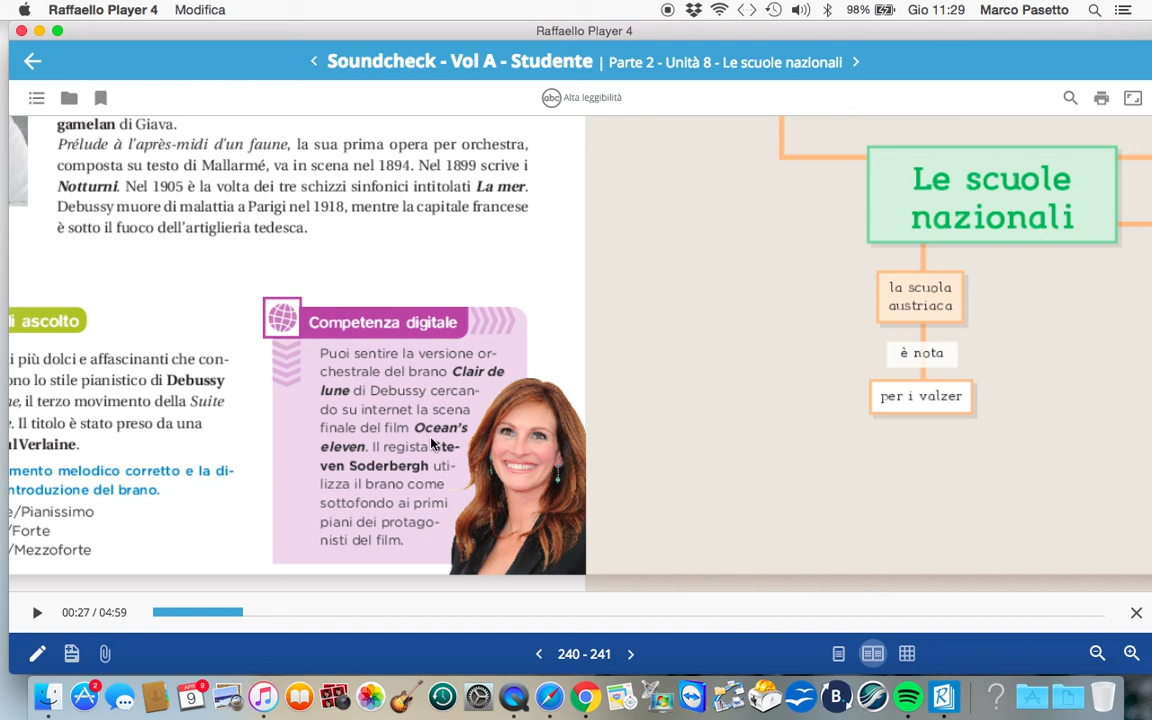 Raffaello Player 4 Modifica 98% Gio 11:29 Marco Pasetto
Raffaello Player 4
Soundcheck - Vol A - Studente | Parte 2 - Unità 8 - Le scuole nazionali
abc Alta leggibilità
gamelan di Giava.
Prélude à l'après-midi d'un faune, la sua prima opera per orchestra,
composta su testo di Mallarmé, va in scena nel 1894. Nel 1899 scrive i
Notturni. Nel 1905 è la volta dei tre schizzi sinfonici intitolati La mer.
Debussy muore di malattia a Parigi nel 1918, mentre la capitale francese
è sotto il fuoco dell'artiglieria tedesca.
i ascolto
i più dolci e affascinanti che con-
ono lo stile pianistico di Debussy
e, il terzo movimento della Suite
. Il titolo è stato preso da una
ul Verlaine.
mento melodico corretto e la di-
ntroduzione del brano.
e/Pianissimo
/Forte
/Mezzoforte
Competenza digitale
Puoi sentire la versione or-
chestrale del brano Clair de
lune di Debussy cercan-
do su internet la scena
finale del film Ocean's
eleven. Il regista Ste-
ven Soderbergh uti-
lizza il brano come
sottofondo ai primi
piani dei protago-
nisti del film.
Le scuole
nazionali
la scuola
austriaca
è nota
per i valzer
00:27 / 04:59
240 - 241
2
APR 9
9
B